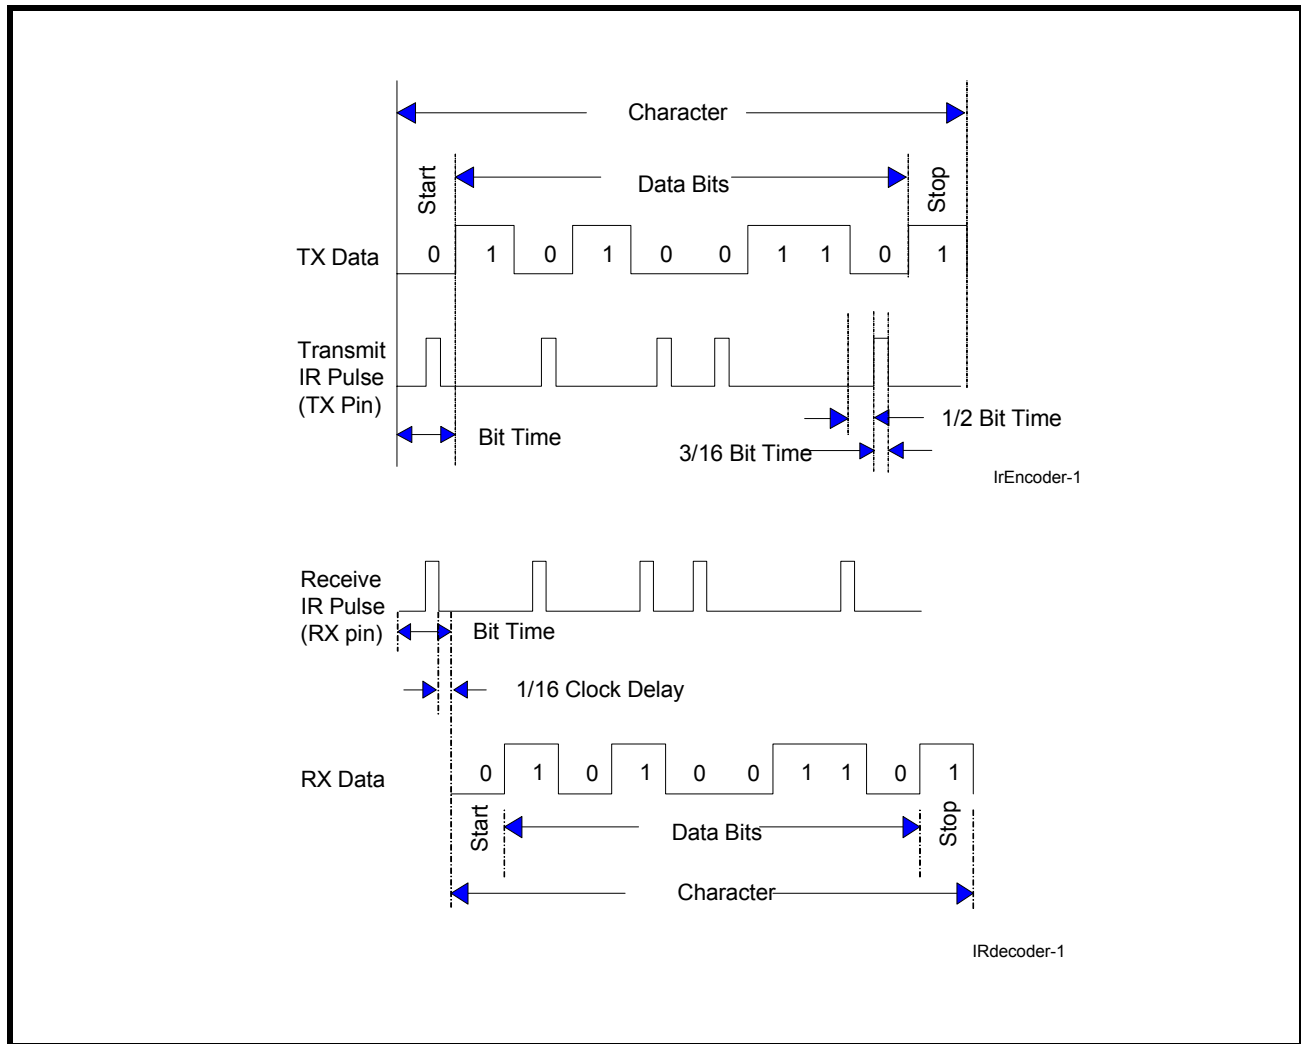 Character
Start
Data Bits
Stop
TX Data
0 1 0 1 0 0 1 1 0 1
Transmit
IR Pulse
(TX Pin)
Bit Time
1/2 Bit Time
3/16 Bit Time
IrEncoder-1
Receive
IR Pulse
(RX pin)
Bit Time
1/16 Clock Delay
RX Data
0 1 0 1 0 0 1 1 0 1
Start
Data Bits
Stop
Character
IRdecoder-1